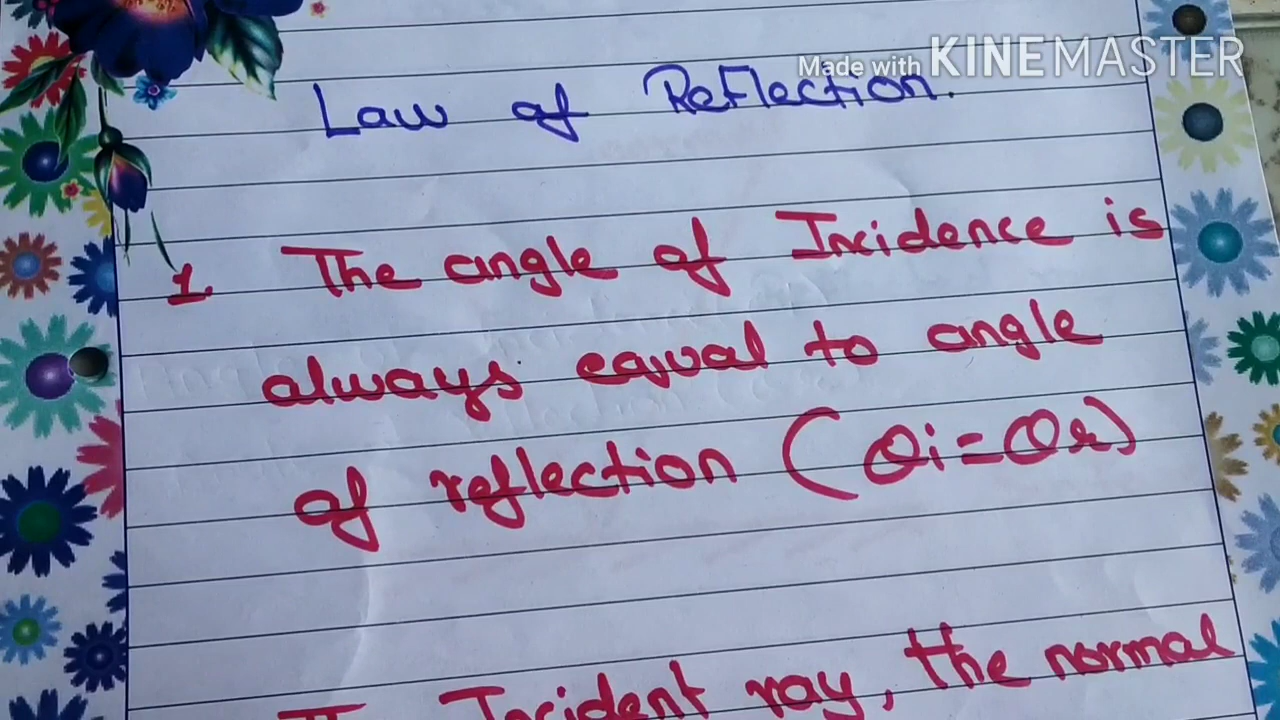 Made with KINEMASTER
Law of Reflection.
1. The angle of Incidence is
always equal to angle
of reflection (θi=θr)
Incident ray, the normal